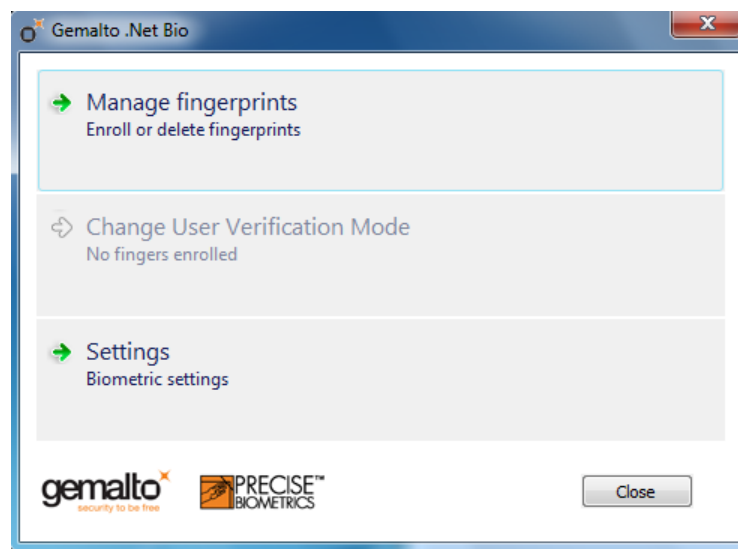 Gemalto .Net Bio
Manage fingerprints
Enroll or delete fingerprints
Change User Verification Mode
No fingers enrolled
Settings
Biometric settings
gemalto
security to be free
PRECISE™
BIOMETRICS
Close